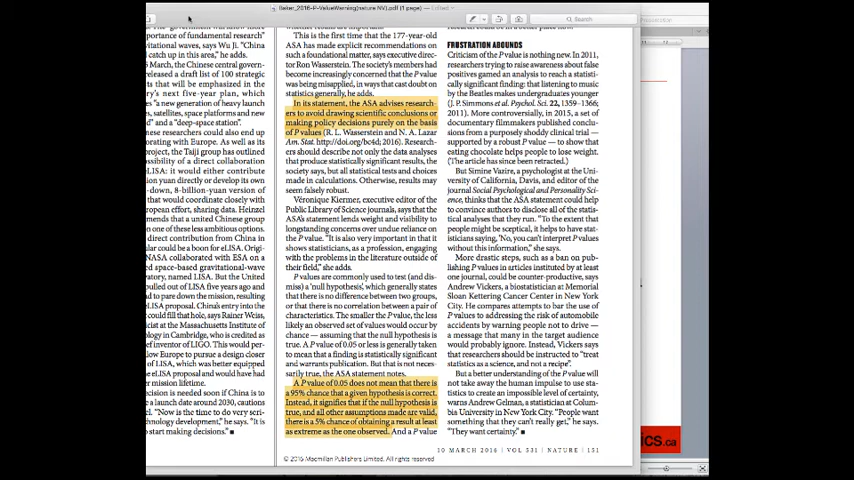 Baker_2016-P-ValueWarning(nature NV).pdf (1 page) — Edited
Search
vitational waves, says Wu Ji. "China
catch up in this area," he adds.
March, the Chinese central govern-
released a draft list of 100 strategic
ts that will be emphasized in the
y's next five-year plan, which
es "a new generation of heavy launch
s, satellites, space platforms and new
" and a "deep-space station".
nese researchers could also end up
orating with Europe. As well as its
project, the Taiji group has outlined
ssibility of a direct collaboration
eLISA: it would either contribute
n yuan directly or develop its own
-down, 8-billion-yuan version of
that would coordinate closely with
ropean effort, sharing data. Heinzel
mends that a united Chinese group
n one of these less ambitious options.
direct contribution from China in
lar could be a boon for eLISA. Origi-
NASA collaborated with ESA on a
d space-based gravitational-wave
atory, named LISA. But the United
pulled out of LISA five years ago and
ad to pare down the mission, resulting
eLISA proposal. China's entry into the
could fill that hole, says Rainer Weiss,
icist at the Massachusetts Institute of
ology in Cambridge, who is credited as
ief inventor of LIGO. This would per-
low Europe to pursue a design closer
of LISA, which was better equipped
e eLISA proposal and would have had
er mission lifetime.
ecision is needed soon if China is to
a launch date around 2030, cautions
"Now is the time to do very seri-
hnology development," he says. "It is
start making decisions." ■
This is the first time that the 177-year-old
ASA has made explicit recommendations on
such a foundational matter, says executive direc-
tor Ron Wasserstein. The society's members had
become increasingly concerned that the P value
was being misapplied, in ways that cast doubt on
statistics generally, he adds.
In its statement, the ASA advises research-
ers to avoid drawing scientific conclusions or
making policy decisions purely on the basis
of P values (R. L. Wasserstein and N. A. Lazar
Am. Stat. http://doi.org/bc4d; 2016). Research-
ers should describe not only the data analyses
that produce statistically significant results, the
society says, but all statistical tests and choices
made in calculations. Otherwise, results may
seem falsely robust.
Véronique Kiermer, executive editor of the
Public Library of Science journals, says that the
ASA's statement lends weight and visibility to
longstanding concerns over undue reliance on
the P value. "It is also very important in that it
shows statisticians, as a profession, engaging
with the problems in the literature outside of
their field," she adds.
P values are commonly used to test (and dis-
miss) a 'null hypothesis', which generally states
that there is no difference between two groups,
or that there is no correlation between a pair of
characteristics. The smaller the P value, the less
likely an observed set of values would occur by
chance — assuming that the null hypothesis is
true. A P value of 0.05 or less is generally taken
to mean that a finding is statistically significant
and warrants publication. But that is not neces-
sarily true, the ASA statement notes.
A P value of 0.05 does not mean that there is
a 95% chance that a given hypothesis is correct.
Instead, it signifies that if the null hypothesis is
true, and all other assumptions made are valid,
there is a 5% chance of obtaining a result at least
as extreme as the one observed. And a P value
FRUSTRATION ABOUNDS
Criticism of the P value is nothing new. In 2011,
researchers trying to raise awareness about false
positives gamed an analysis to reach a statisti-
cally significant finding: that listening to music
by the Beatles makes undergraduates younger
(J. P. Simmons et al. Psychol. Sci. 22, 1359–1366;
2011). More controversially, in 2015, a set of
documentary filmmakers published conclu-
sions from a purposely shoddy clinical trial —
supported by a robust P value — to show that
eating chocolate helps people to lose weight.
(The article has since been retracted.)
But Simine Vazire, a psychologist at the Uni-
versity of California, Davis, and editor of the
journal Social Psychological and Personality Sci-
ence, thinks that the ASA statement could help
to convince authors to disclose all of the statis-
tical analyses that they run. "To the extent that
people might be sceptical, it helps to have stat-
isticians saying, 'No, you can't interpret P values
without this information'," she says.
More drastic steps, such as a ban on pub-
lishing P values in articles instituted by at least
one journal, could be counter-productive, says
Andrew Vickers, a biostatistician at Memorial
Sloan Kettering Cancer Center in New York
City. He compares attempts to bar the use of
P values to addressing the risk of automobile
accidents by warning people not to drive —
a message that many in the target audience
would probably ignore. Instead, Vickers says
that researchers should be instructed to "treat
statistics as a science, and not a recipe".
But a better understanding of the P value will
not take away the human impulse to use sta-
tistics to create an impossible level of certainty,
warns Andrew Gelman, a statistician at Colum-
bia University in New York City. "People want
something that they can't really get," he says.
"They want certainty." ■
10 MARCH 2016 | VOL 531 | NATURE | 151
© 2016 Macmillan Publishers Limited. All rights reserved
ICS.ca